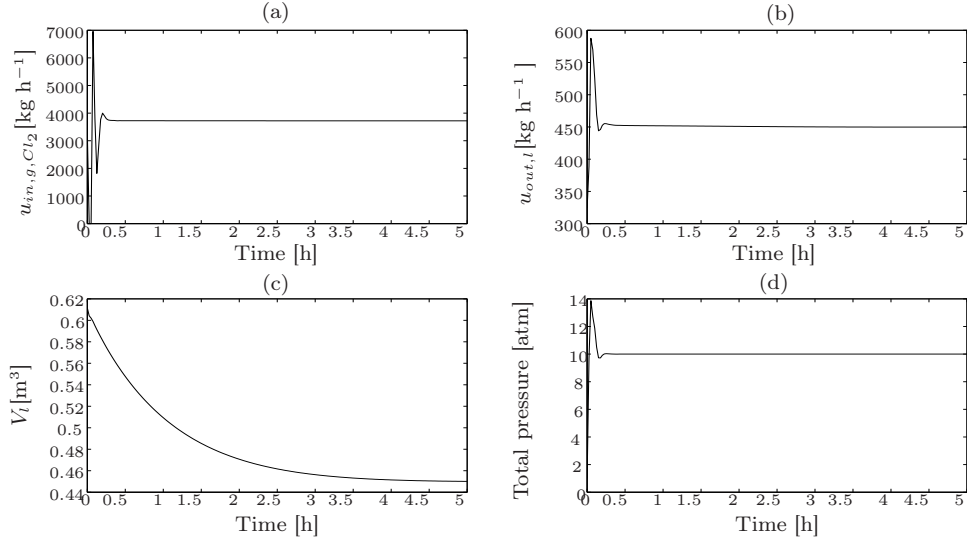 (a)
u_{in,g,Cl_2} [kg h^{−1}]
7000
6000
5000
4000
3000
2000
1000
0
0 0.5 1 1.5 2 2.5 3 3.5 4 4.5 5
Time [h]
(b)
u_{out,l} [kg h^{−1} ]
600
550
500
450
400
350
300
0 0.5 1 1.5 2 2.5 3 3.5 4 4.5 5
Time [h]
(c)
V_l [m^3]
0.62
0.6
0.58
0.56
0.54
0.52
0.5
0.48
0.46
0.44
0 0.5 1 1.5 2 2.5 3 3.5 4 4.5 5
Time [h]
(d)
Total pressure [atm]
14
12
10
8
6
4
2
0
0 0.5 1 1.5 2 2.5 3 3.5 4 4.5 5
Time [h]